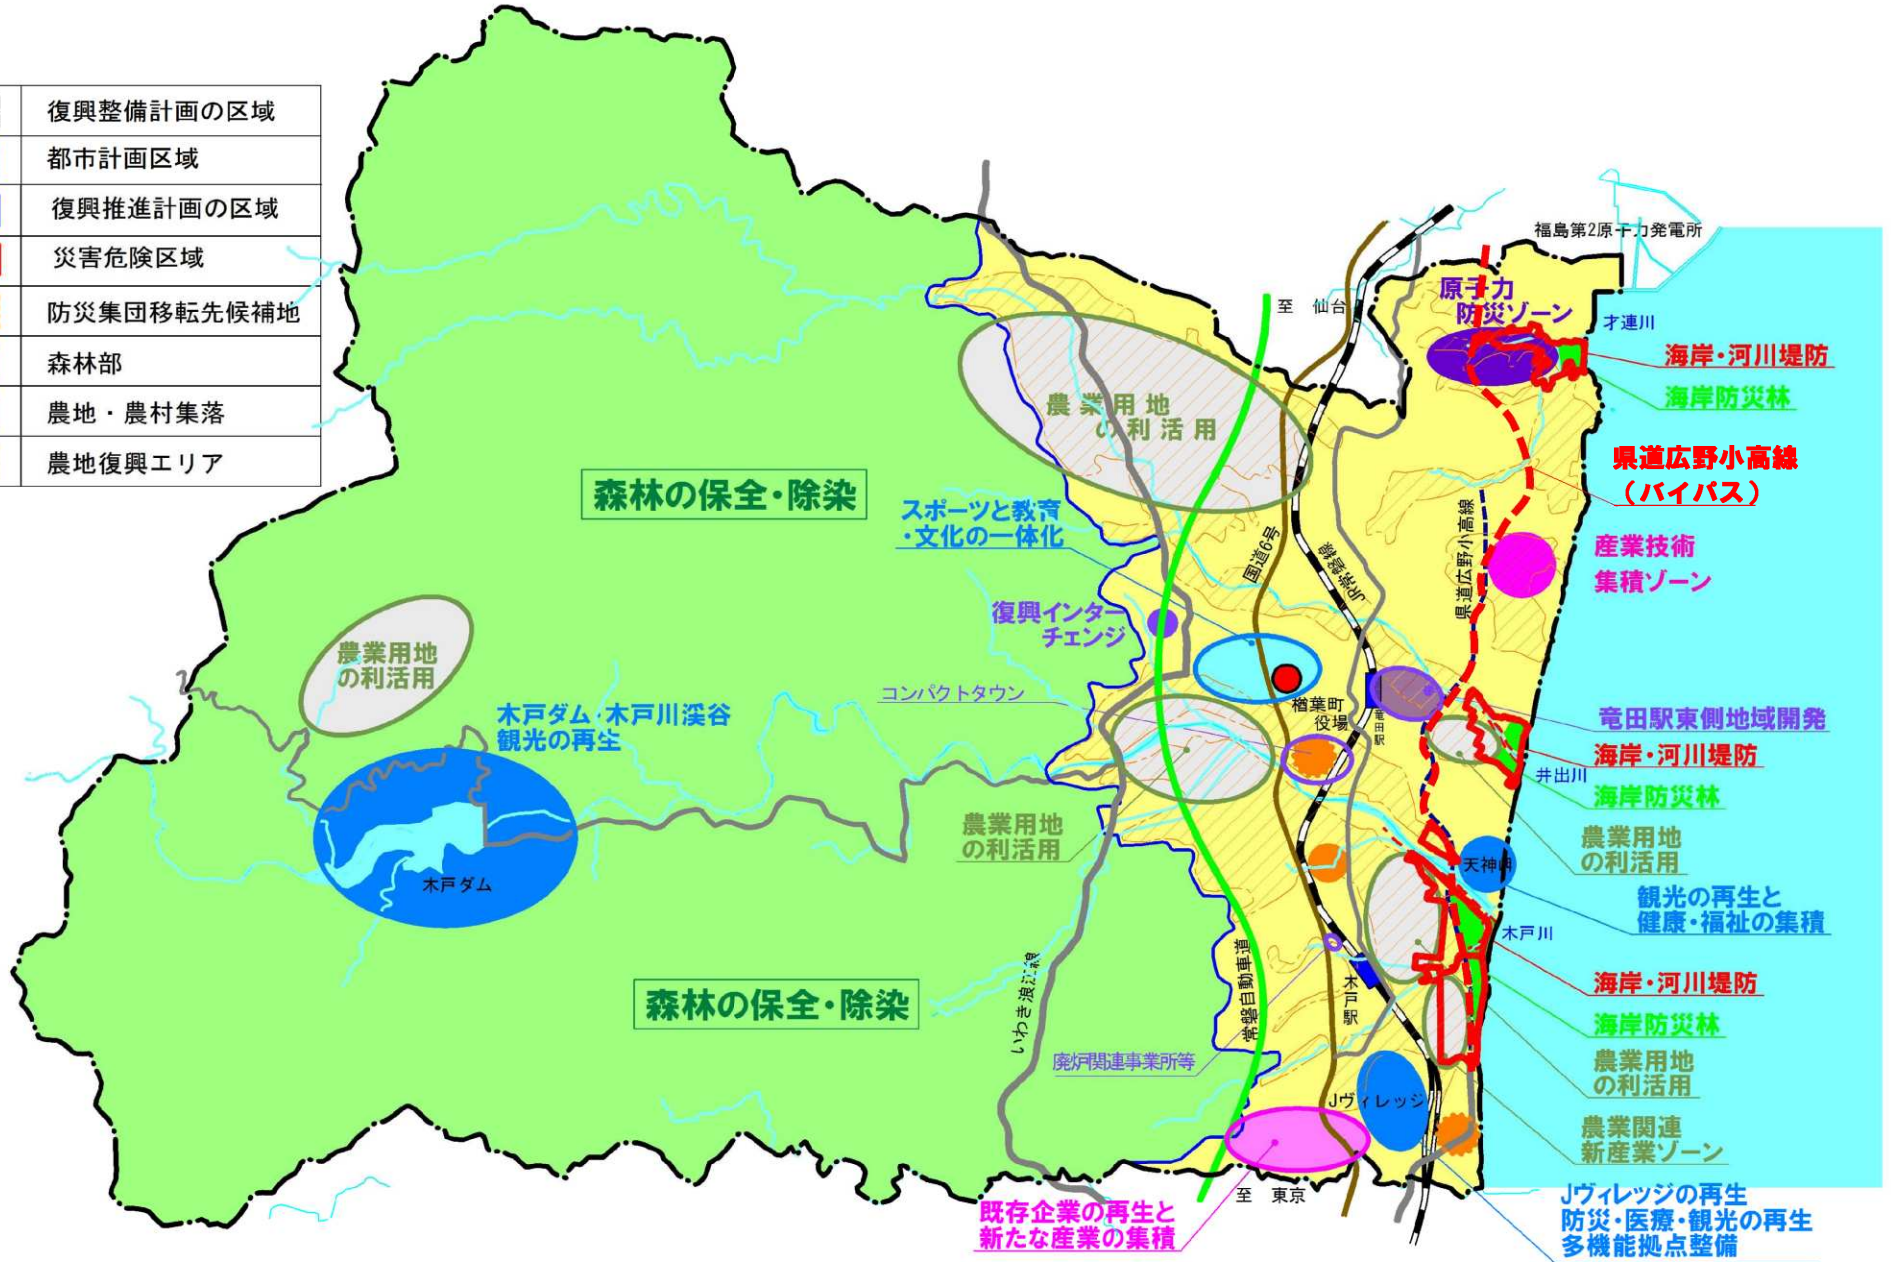 復興整備計画の区域
都市計画区域
復興推進計画の区域
災害危険区域
防災集団移転先候補地
森林部
農地・農村集落
農地復興エリア
福島第2原子力発電所
原子力
防災ゾーン
才連川
至 仙台
海岸・河川堤防
海岸防災林
農業用地
の利活用
県道広野小高線
(バイパス)
森林の保全・除染
スポーツと教育
・文化の一体化
国道6号
JR常磐線
県道広野小高線
産業技術
集積ゾーン
復興インター
チェンジ
農業用地
の利活用
コンパクトタウン
楢葉町
役場
竜田駅
竜田駅東側地域開発
木戸ダム・木戸川渓谷
観光の再生
海岸・河川堤防
井出川
海岸防災林
農業用地
の利活用
農業用地
の利活用
木戸ダム
天神岬
観光の再生と
健康・福祉の集積
木戸川
海岸・河川堤防
森林の保全・除染
いわき浪江線
常磐自動車道
木戸駅
海岸防災林
廃炉関連事業所等
農業用地
の利活用
Jヴィレッジ
農業関連
新産業ゾーン
至 東京
既存企業の再生と
新たな産業の集積
Jヴィレッジの再生
防災・医療・観光の再生
多機能拠点整備